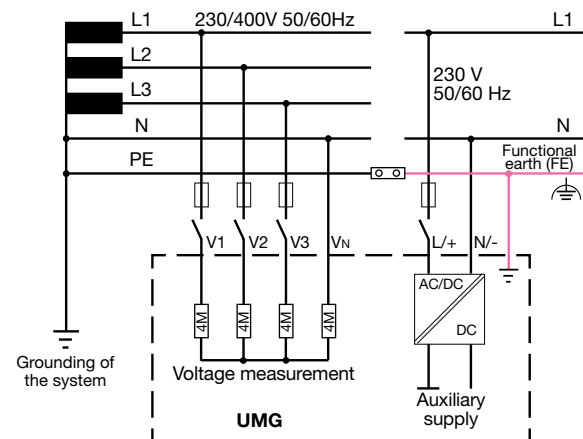 L1
230/400V 50/60Hz
L1
L2
230 V
50/60 Hz
L3
N
N
PE
Functional
earth (FE)
V1
V2
V3
VN
L/+
N/-
AC/DC
DC
4M
4M
4M
4M
Grounding of
the system
Voltage measurement
Auxiliary
supply
UMG